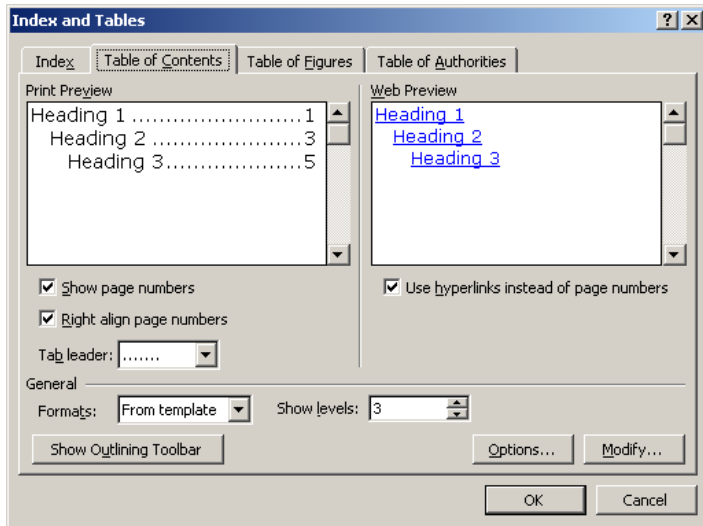 Index and Tables
Index Table of Contents Table of Figures Table of Authorities
Print Preview
Heading 1 ........................1
Heading 2 .....................3
Heading 3.....................5
Web Preview
Heading 1
Heading 2
Heading 3
Show page numbers
Right align page numbers
Tab leader: .......
Use hyperlinks instead of page numbers
General
Formats: From template Show levels: 3
Show Outlining Toolbar Options... Modify...
OK Cancel